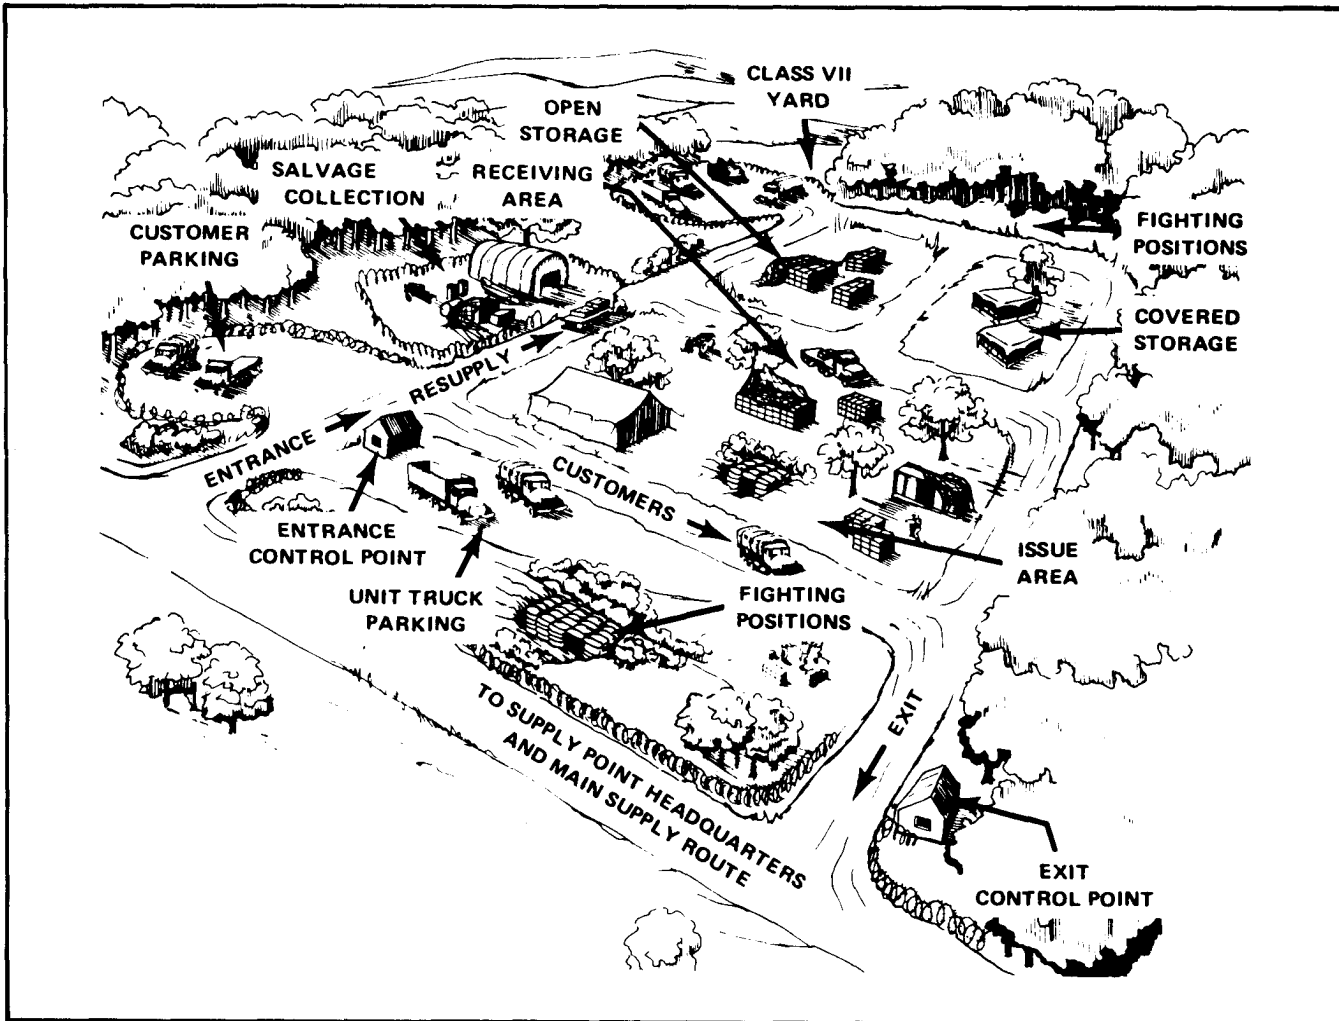 CLASS VII
YARD
OPEN
STORAGE
SALVAGE
COLLECTION
RECEIVING
AREA
CUSTOMER
PARKING
FIGHTING
POSITIONS
COVERED
STORAGE
RESUPPLY
ENTRANCE
CUSTOMERS
ENTRANCE
CONTROL POINT
ISSUE
AREA
UNIT TRUCK
PARKING
FIGHTING
POSITIONS
TO SUPPLY POINT HEADQUARTERS
AND MAIN SUPPLY ROUTE
EXIT
EXIT
CONTROL POINT